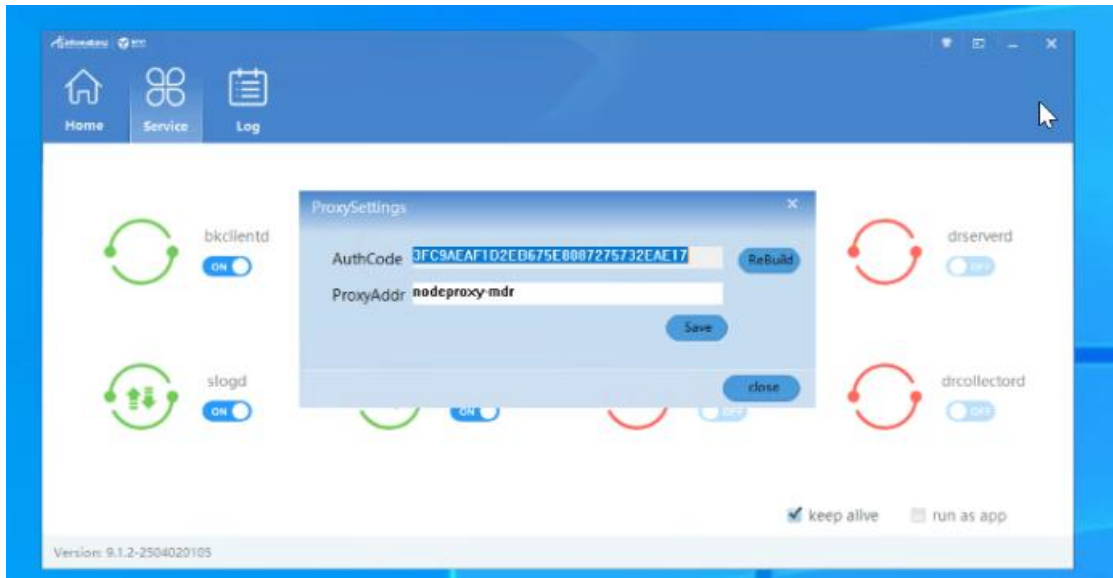 Home
Service
Log
ProxySettings
bkclientd
ON
AuthCode
ReBuild
ProxyAddr nodeproxy-mdr
Save
drserverd
OFF
slogd
ON
close
ON
OFF
drcollectord
OFF
keep alive
run as app
Version: 9.1.2-2504020105